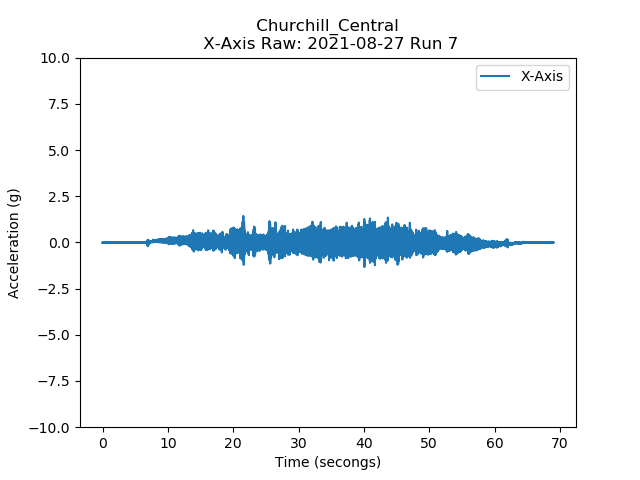 Churchill_Central
X-Axis Raw: 2021-08-27 Run 7
10.0
7.5
5.0
2.5
0.0
−2.5
−5.0
−7.5
−10.0
Acceleration (g)
X-Axis
0 10 20 30 40 50 60 70
Time (secongs)